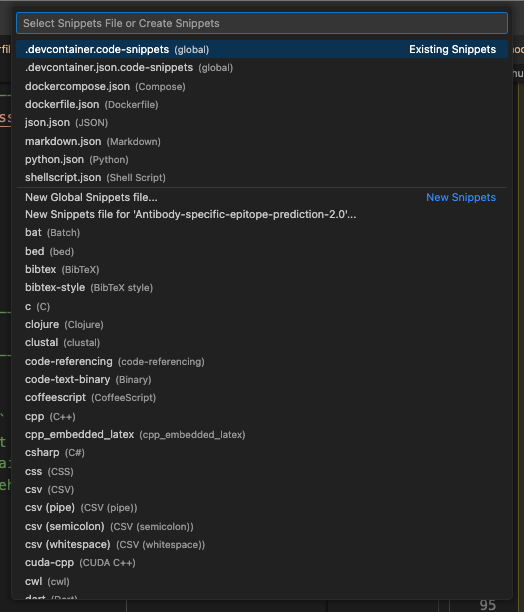 Select Snippets File or Create Snippets
.devcontainer.code-snippets (global) Existing Snippets
.devcontainer.json.code-snippets (global)
dockercompose.json (Compose)
dockerfile.json (Dockerfile)
json.json (JSON)
markdown.json (Markdown)
python.json (Python)
shellscript.json (Shell Script)
New Global Snippets file... New Snippets
New Snippets file for 'Antibody-specific-epitope-prediction-2.0'...
bat (Batch)
bed (bed)
bibtex (BibTeX)
bibtex-style (BibTeX style)
c (C)
clojure (Clojure)
clustal (clustal)
code-referencing (code-referencing)
code-text-binary (Binary)
coffeescript (CoffeeScript)
cpp (C++)
cpp_embedded_latex (cpp_embedded_latex)
csharp (C#)
css (CSS)
csv (CSV)
csv (pipe) (CSV (pipe))
csv (semicolon) (CSV (semicolon))
csv (whitespace) (CSV (whitespace))
cuda-cpp (CUDA C++)
cwl (cwl)
dart (Dart)
95